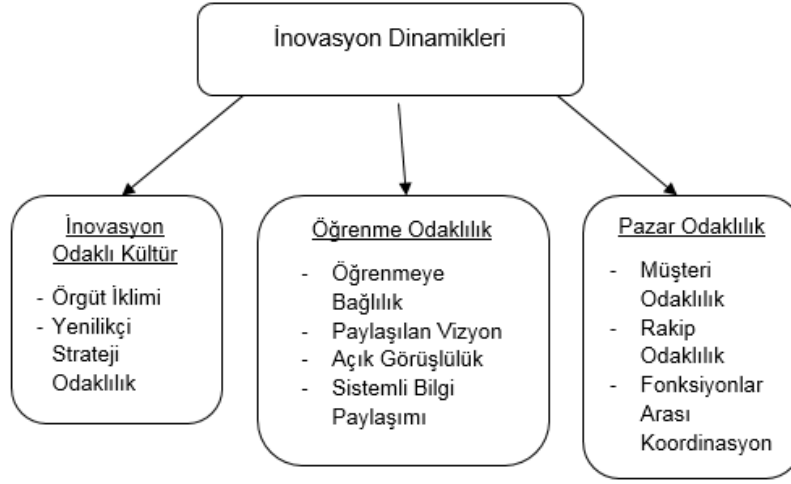 İnovasyon Dinamikleri
İnovasyon
Odaklı Kültür
- Örgüt İklimi
- Yenilikçi
Strateji
Odaklılık
Öğrenme Odaklılık
- Öğrenmeye
Bağlılık
- Paylaşılan Vizyon
- Açık Görüşlülük
- Sistemli Bilgi
Paylaşımı
Pazar Odaklılık
- Müşteri
Odaklılık
- Rakip
Odaklılık
- Fonksiyonlar
Arası
Koordinasyon